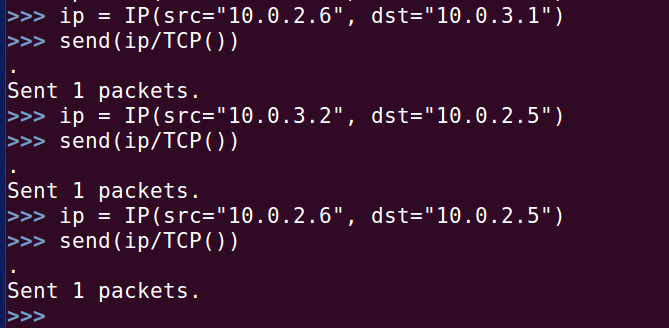 >>> ip = IP(src="10.0.2.6", dst="10.0.3.1")
>>> send(ip/TCP())
.
Sent 1 packets.
>>> ip = IP(src="10.0.3.2", dst="10.0.2.5")
>>> send(ip/TCP())
.
Sent 1 packets.
>>> ip = IP(src="10.0.2.6", dst="10.0.2.5")
>>> send(ip/TCP())
.
Sent 1 packets.
>>>